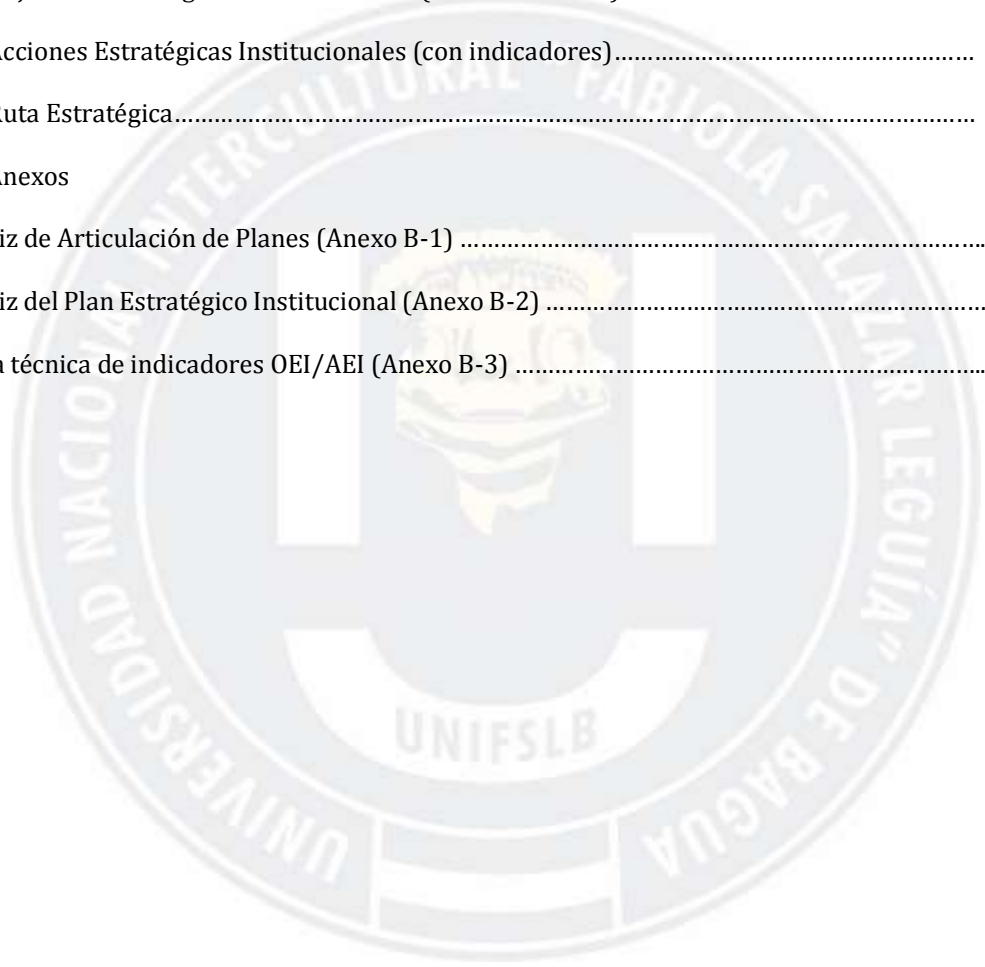 Acciones Estratégicas Institucionales (con indicadores)……………………………………………
Ruta Estratégica……………………………………………………………………………………………
Anexos
iz de Articulación de Planes (Anexo B-1) …………………………………………………………..
iz del Plan Estratégico Institucional (Anexo B-2) …………………………………………………
a técnica de indicadores OEI/AEI (Anexo B-3) ……………………………………………………..
UNIVERSIDAD NACIONAL INTERCULTURAL "FABIOLA SALAZAR LEGUÍA" DE BAGUA
UNIFSLB